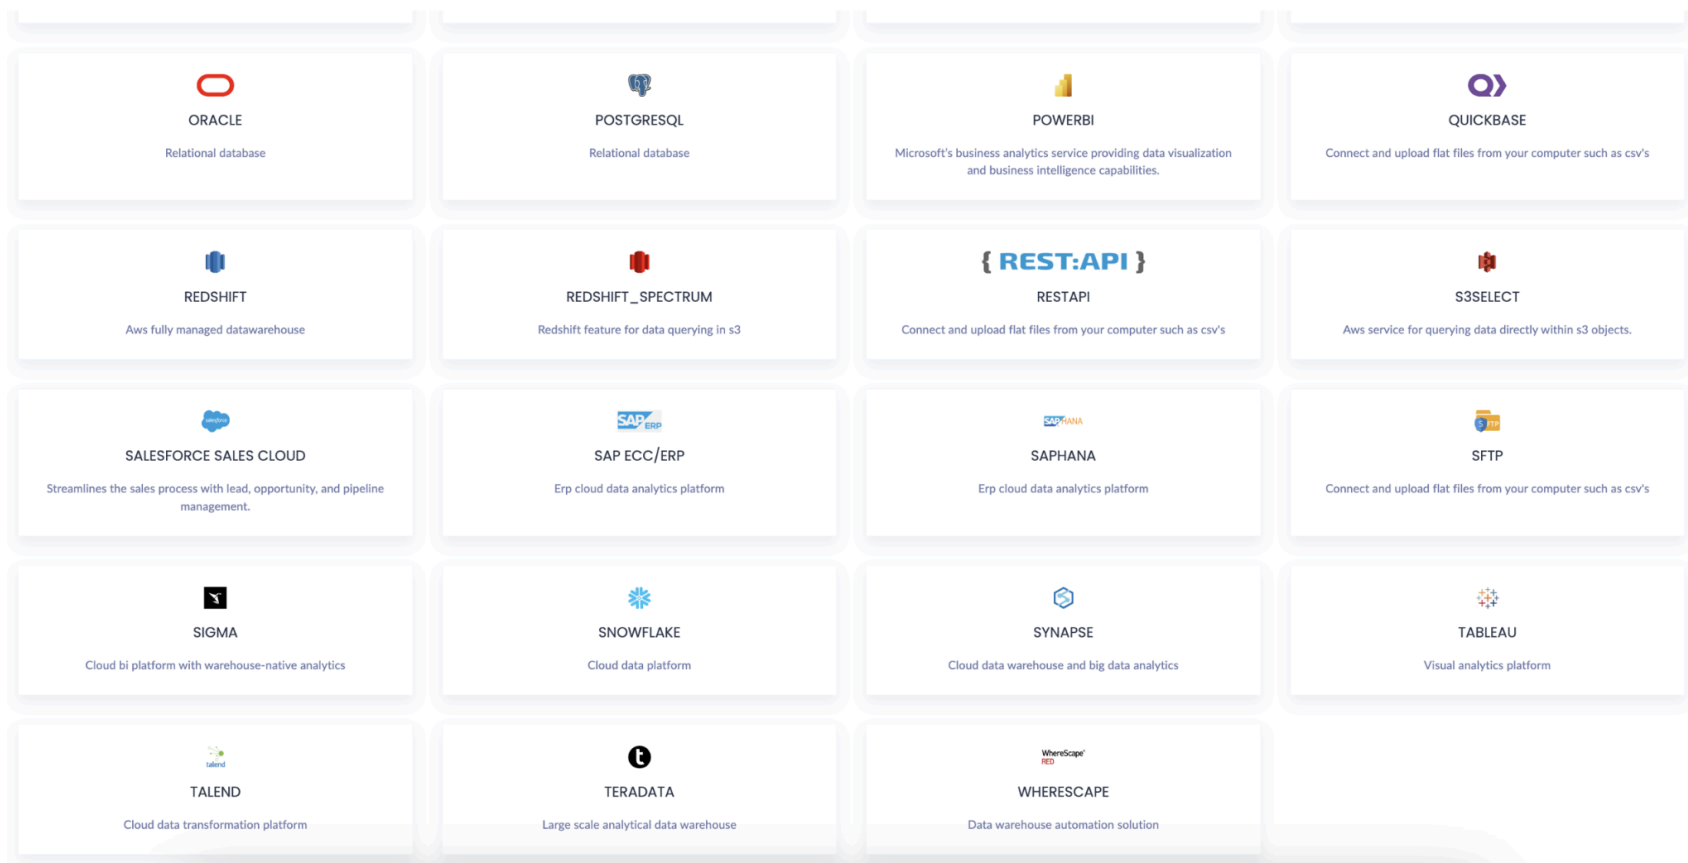 ORACLE
Relational database
POSTGRESQL
Relational database
POWERBI
Microsoft's business analytics service providing data visualization
and business intelligence capabilities.
QUICKBASE
Connect and upload flat files from your computer such as csv's
REDSHIFT
Aws fully managed datawarehouse
REDSHIFT_SPECTRUM
Redshift feature for data querying in s3
{ REST:API }
RESTAPI
Connect and upload flat files from your computer such as csv's
S3SELECT
Aws service for querying data directly within s3 objects.
salesforce
SALESFORCE SALES CLOUD
Streamlines the sales process with lead, opportunity, and pipeline
management.
SAP ERP
SAP ECC/ERP
Erp cloud data analytics platform
SAP HANA
SAPHANA
Erp cloud data analytics platform
SFTP
SFTP
Connect and upload flat files from your computer such as csv's
SIGMA
Cloud bi platform with warehouse-native analytics
SNOWFLAKE
Cloud data platform
SYNAPSE
Cloud data warehouse and big data analytics
TABLEAU
Visual analytics platform
talend
TALEND
Cloud data transformation platform
t
TERADATA
Large scale analytical data warehouse
WhereScape®
RED
WHERESCAPE
Data warehouse automation solution